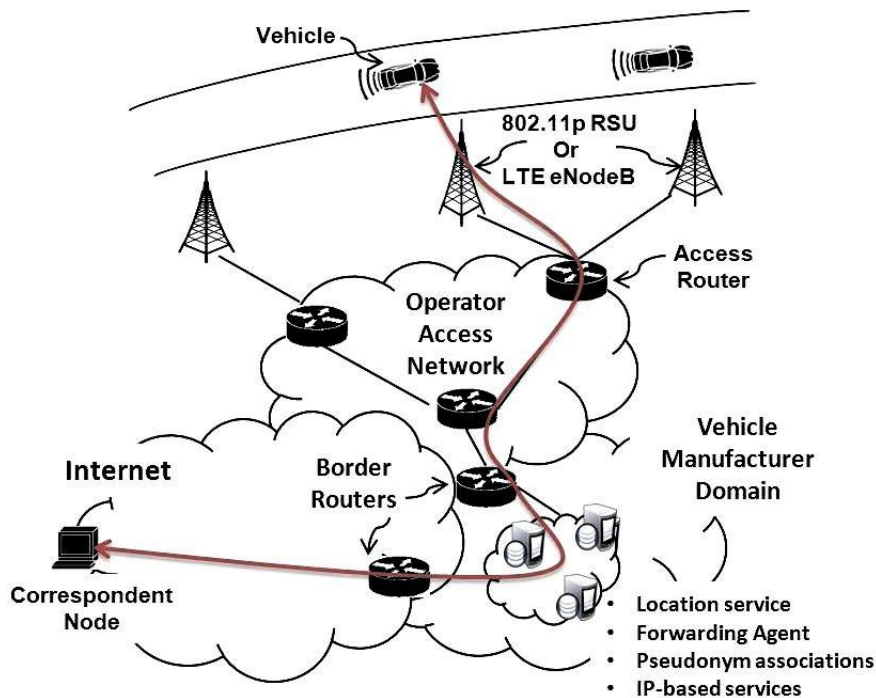 Vehicle
802.11p RSU
Or
LTE eNodeB
Access
Router
Operator
Access
Network
Vehicle
Manufacturer
Domain
Internet
Border
Routers
Correspondent
Node
• Location service
• Forwarding Agent
• Pseudonym associations
• IP-based services